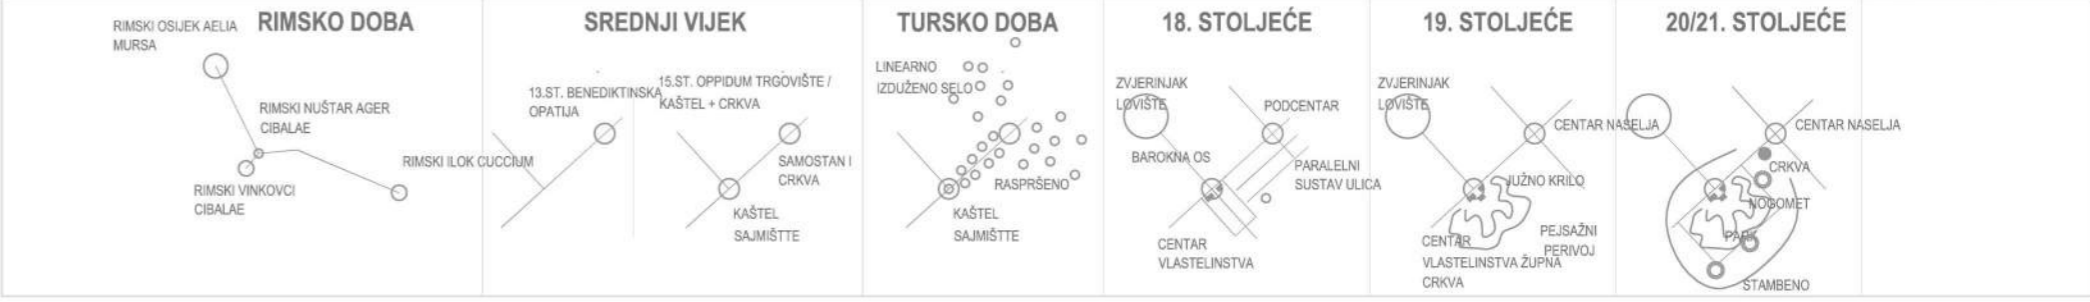 RIMSKO DOBA
RIMSKI OSIJEK AELIA
MURSA
RIMSKI NUŠTAR AGER
CIBALAE
RIMSKI ILOK CUCCIUM
RIMSKI VINKOVCI
CIBALAE
SREDNJI VIJEK
13.ST. BENEDIKTINSKA
OPATIJA
15.ST. OPPIDUM TRGOVIŠTE /
KAŠTEL + CRKVA
SAMOSTAN I
CRKVA
KAŠTEL
SAJMIŠTTE
TURSKO DOBA
LINEARNO
IZDUŽENO SELO
RASPRŠENO
KAŠTEL
SAJMIŠTTE
18. STOLJEĆE
ZVJERINJAK
LOVIŠTE
PODCENTAR
BAROKNA OS
PARALELNI
SUSTAV ULICA
CENTAR
VLASTELINSTVA
19. STOLJEĆE
ZVJERINJAK
LOVIŠTE
CENTAR NASELJA
JUŽNO KRILO
PEJSAŽNI
PERIVOJ
CENTAR
VLASTELINSTVA ŽUPNA
CRKVA
20/21. STOLJEĆE
CENTAR NASELJA
CRKVA
NOGOMET
PARK
STAMBENO